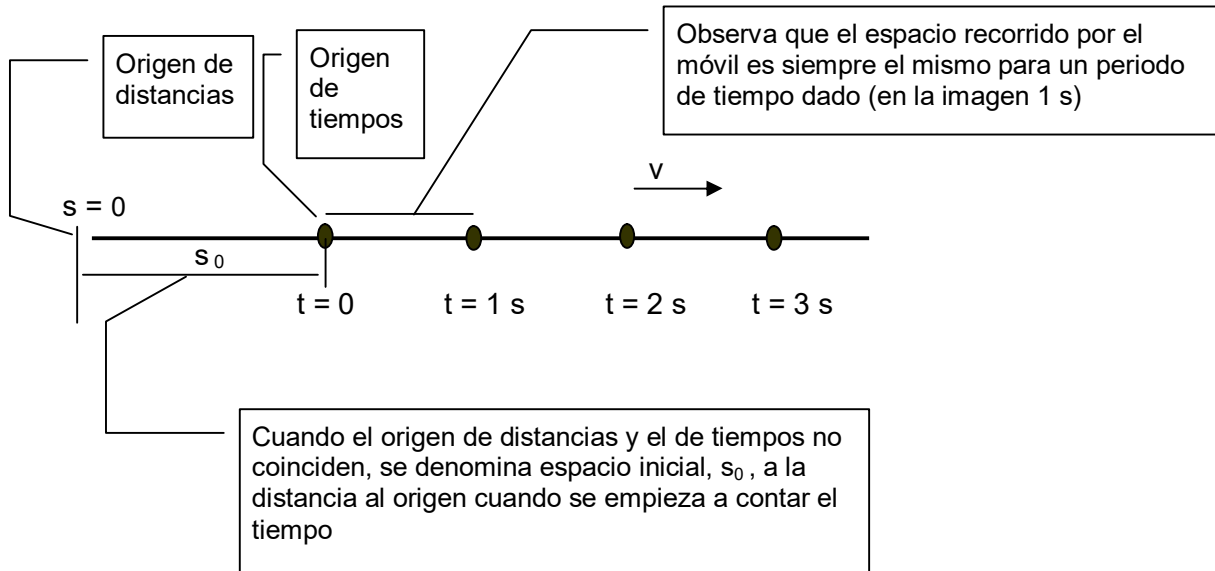 Origen de
distancias
Origen
de
tiempos
Observa que el espacio recorrido por el
móvil es siempre el mismo para un periodo
de tiempo dado (en la imagen 1 s)
v
s = 0
s₀
t = 0
t = 1 s
t = 2 s
t = 3 s
Cuando el origen de distancias y el de tiempos no
coinciden, se denomina espacio inicial, s₀ , a la
distancia al origen cuando se empieza a contar el
tiempo